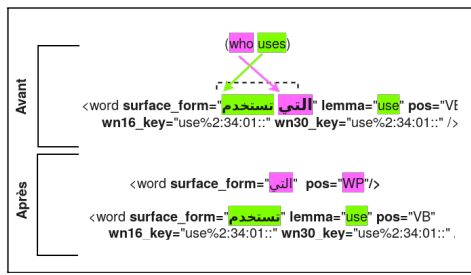 (who uses)
Avant
<word surface_form="التي تستخدم" lemma="use" pos="VB
wn16_key="use%2:34:01::" wn30_key="use%2:34:01::" />
Après
<word surface_form="التي" pos="WP"/>
<word surface_form="تستخدم" lemma="use" pos="VB"
wn16_key="use%2:34:01::" wn30_key="use%2:34:01::" .